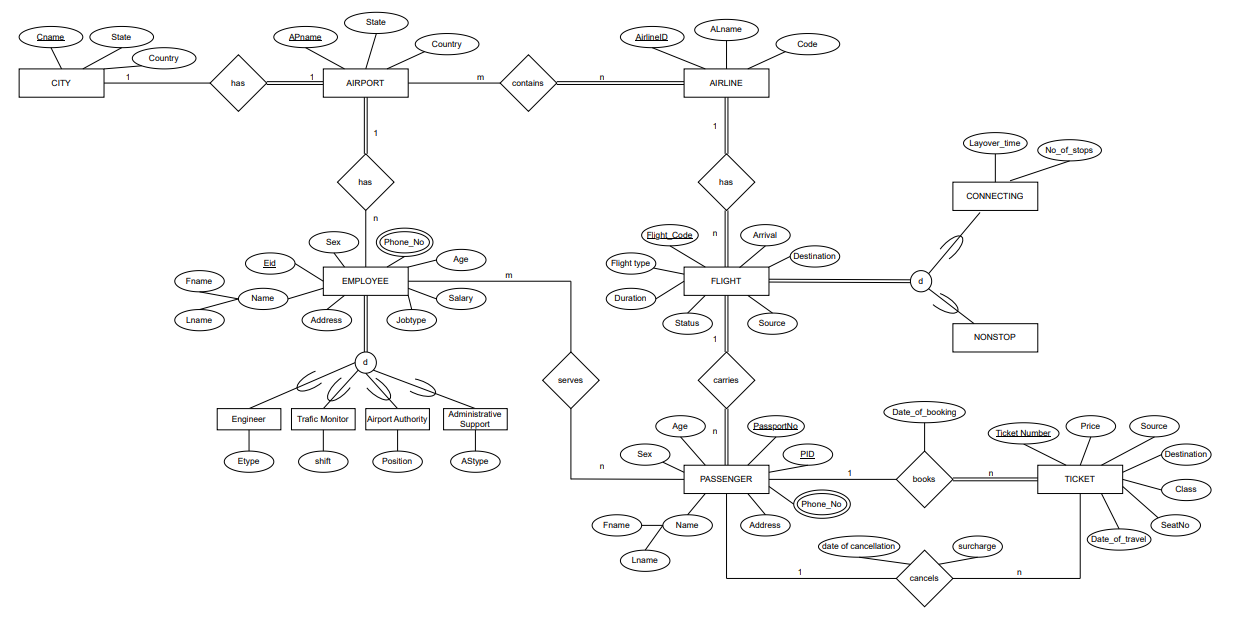 State
ALname
Cname
State
APname
AirlineID
Country
Code
Country
CITY
1
has
1
AIRPORT
m
contains
n
AIRLINE
1
1
Layover_time
No_of_stops
has
has
CONNECTING
n
n
Sex
Phone_No
Flight_Code
Arrival
Eid
Age
Flight type
Destination
Fname
EMPLOYEE
m
FLIGHT
d
Name
Salary
Duration
Lname
Address
Jobtype
Status
Source
NONSTOP
1
d
serves
carries
Engineer
Trafic Monitor
Airport Authority
Administrative
Support
Date_of_booking
Age
PassportNo
n
Ticket Number
Price
Source
Etype
shift
Position
AStype
Sex
PID
Destination
n
PASSENGER
1
books
n
TICKET
Class
Phone_No
Fname
Name
Address
SeatNo
Date_of_travel
Lname
date of cancellation
surcharge
1
cancels
n